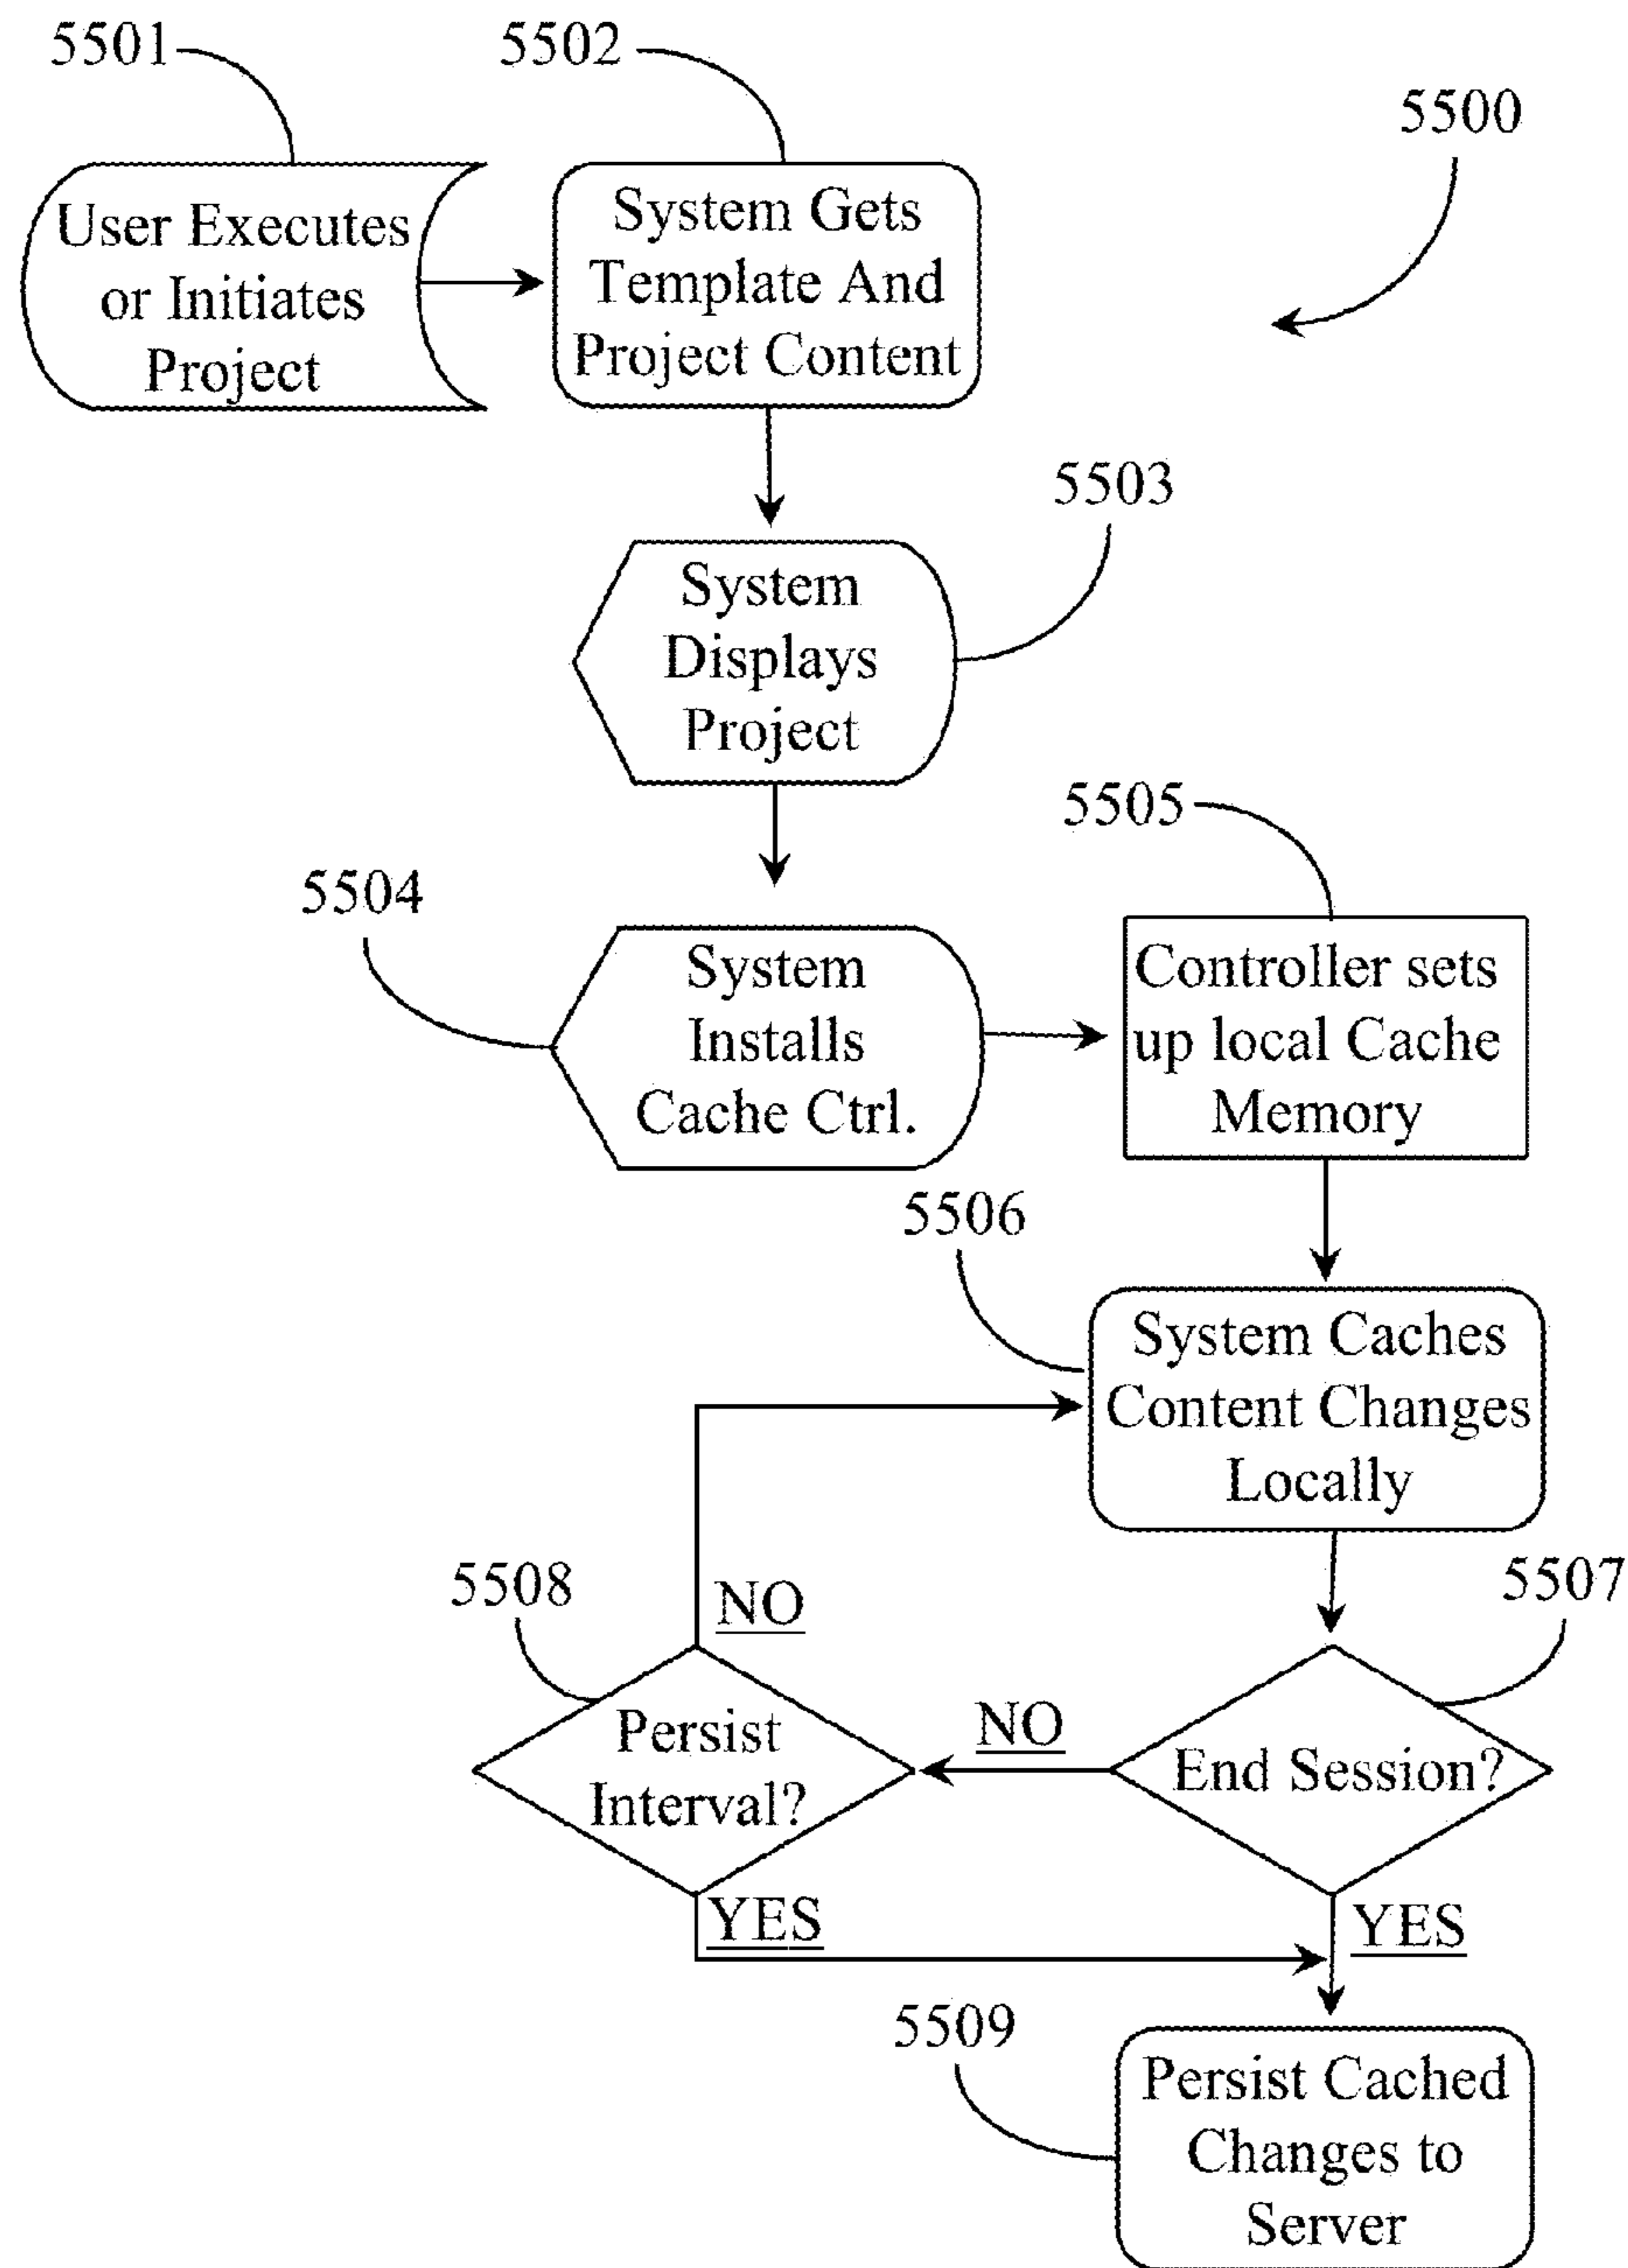 5501
5502
5500
User Executes
or Initiates
Project
System Gets
Template And
Project Content
5503
System
Displays
Project
5505
5504
System
Installs
Cache Ctrl.
Controller sets
up local Cache
Memory
5506
System Caches
Content Changes
Locally
5508
NO
5507
Persist
Interval?
NO
End Session?
YES
YES
5509
Persist Cached
Changes to
Server